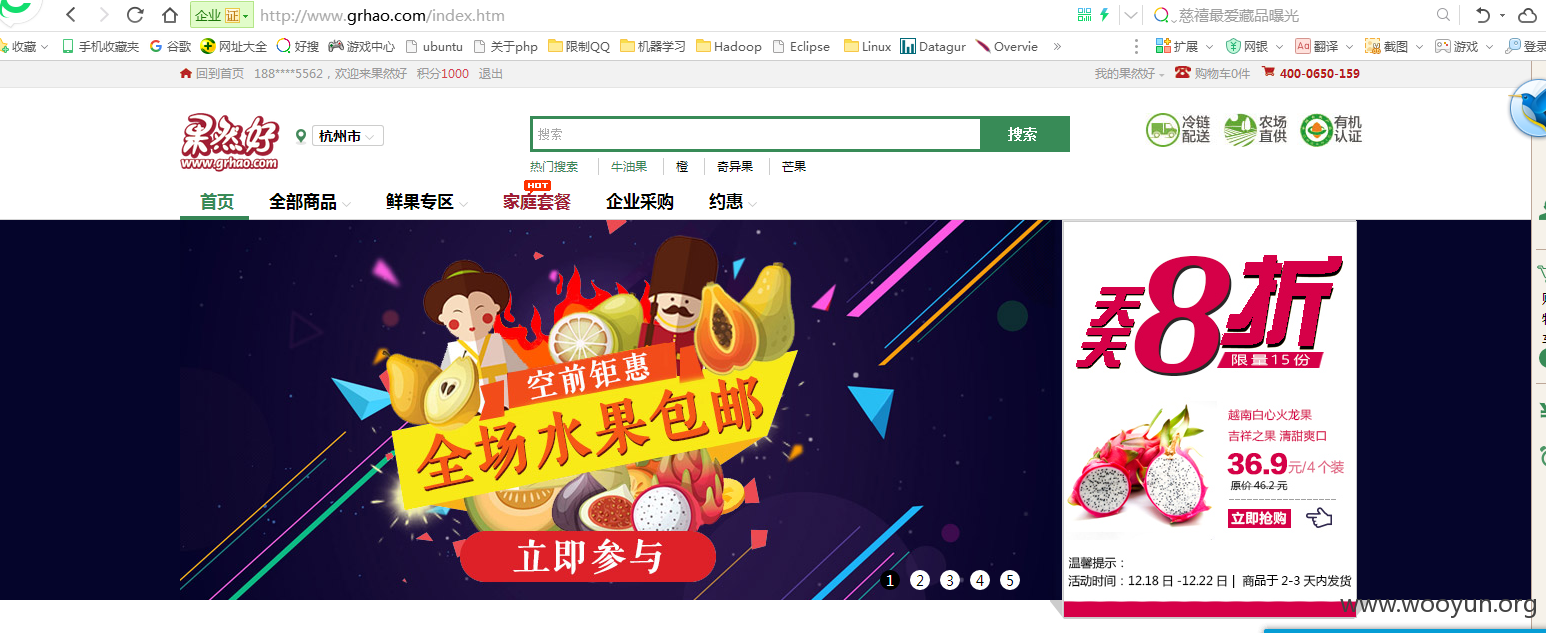 企业 证 http://www.grhao.com/index.htm 慈禧最爱藏品曝光
收藏 手机收藏夹 谷歌 网址大全 好搜 游戏中心 ubuntu 关于php 限制QQ 机器学习 Hadoop Eclipse Linux Datagur Overvie » 扩展 网银 翻译 截图 游戏 登录
回到首页 188****5562，欢迎来果然好 积分1000 退出 我的果然好 购物车0件 400-0650-159
果然好
www.grhao.com
杭州市
搜索 搜索
热门搜索 牛油果 橙 奇异果 芒果
冷链
配送
农场
直供
有机
认证
HOT
首页 全部商品 鲜果专区 家庭套餐 企业采购 约惠
空前钜惠
全场水果包邮
立即参与
1 2 3 4 5
天天8折
限量15份
越南白心火龙果
吉祥之果 清甜爽口
36.9元/4个装
原价 46.2 元
立即抢购
温馨提示：
活动时间：12.18 日 -12.22 日 | 商品于 2-3 天内发货
www.wooyun.org